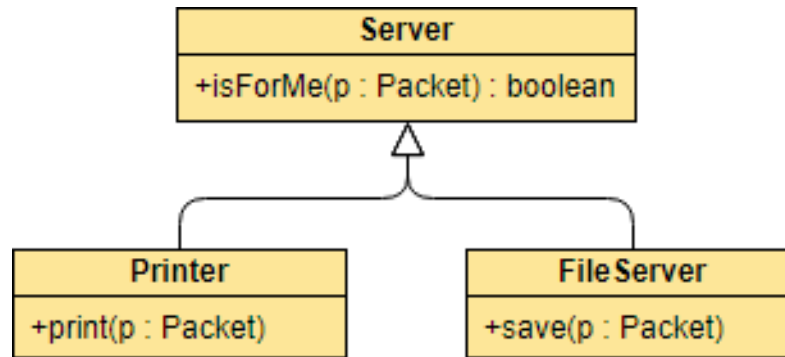 Server
+isForMe(p : Packet) : boolean
Printer
+print(p : Packet)
FileServer
+save(p : Packet)